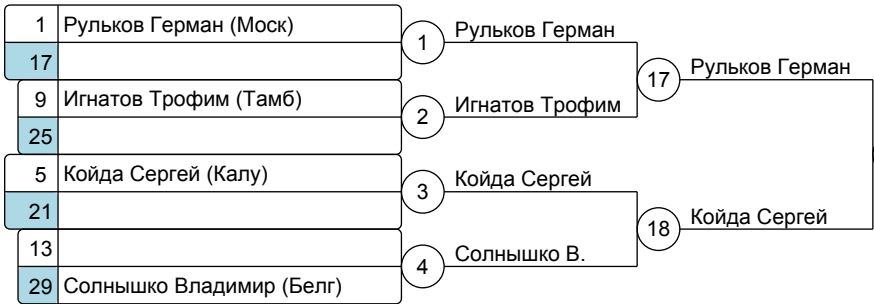 1 Рульков Герман (Моск)
17
9 Игнатов Трофим (Тамб)
25
5 Койда Сергей (Калу)
21
13
29 Солнышко Владимир (Белг)
1 Рульков Герман
2 Игнатов Трофим
3 Койда Сергей
4 Солнышко В.
17 Рульков Герман
18 Койда Сергей